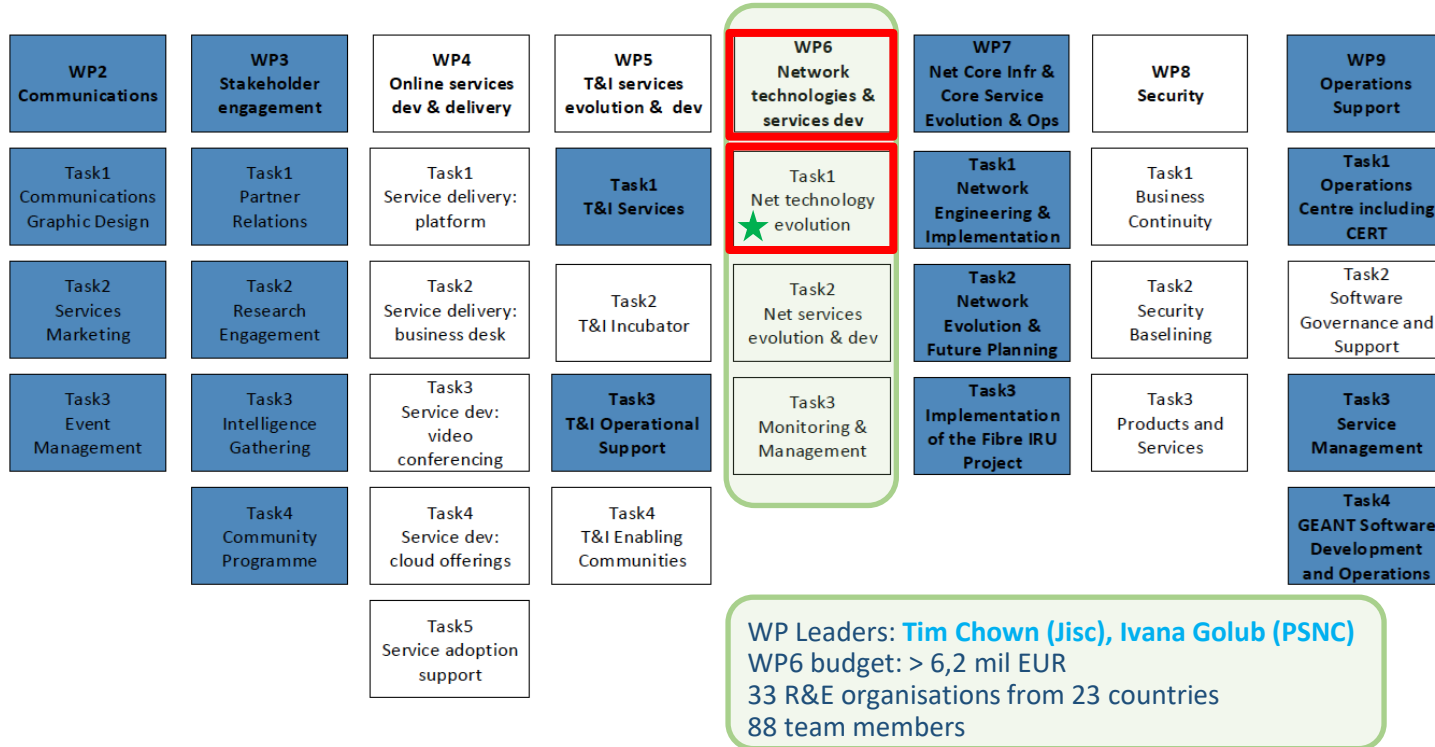 WP2
Communications
Task1
Communications
Graphic Design
Task2
Services
Marketing
Task3
Event
Management
WP3
Stakeholder
engagement
Task1
Partner
Relations
Task2
Research
Engagement
Task3
Intelligence
Gathering
Task4
Community
Programme
WP4
Online services
dev & delivery
Task1
Service delivery:
platform
Task2
Service delivery:
business desk
Task3
Service dev:
video
conferencing
Task4
Service dev:
cloud offerings
Task5
Service adoption
support
WP5
T&I services
evolution & dev
Task1
T&I Services
Task2
T&I Incubator
Task3
T&I Operational
Support
Task4
T&I Enabling
Communities
WP6
Network
technologies &
services dev
Task1
Net technology
evolution
Task2
Net services
evolution & dev
Task3
Monitoring &
Management
WP7
Net Core Infr &
Core Service
Evolution & Ops
Task1
Network
Engineering &
Implementation
Task2
Network
Evolution &
Future Planning
Task3
Implementation
of the Fibre IRU
Project
WP8
Security
Task1
Business
Continuity
Task2
Security
Baselining
Task3
Products and
Services
WP9
Operations
Support
Task1
Operations
Centre including
CERT
Task2
Software
Governance and
Support
Task3
Service
Management
Task4
GEANT Software
Development
and Operations
WP Leaders: Tim Chown (Jisc), Ivana Golub (PSNC)
WP6 budget: > 6,2 mil EUR
33 R&E organisations from 23 countries
88 team members